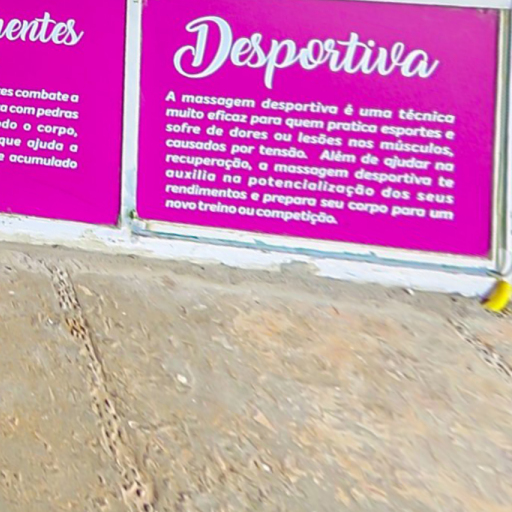 entes
es combate a
a com pedras
do o corpo,
que ajuda a
e acumulado
Desportiva
A massagem desportiva é uma técnica
muito eficaz para quem pratica esportes e
sofre de dores ou lesões nos músculos,
causados por tensão. Além de ajudar na
recuperação, a massagem desportiva te
auxilia na potencialização dos seus
rendimentos e prepara seu corpo para um
novo treino ou competição.